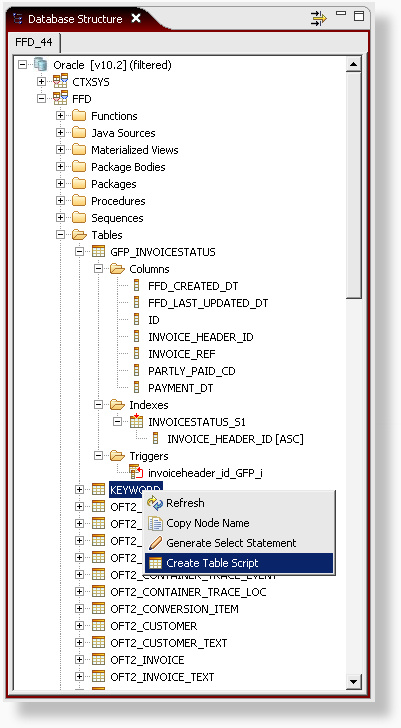 Database Structure
FFD_44
Oracle [v10.2] (filtered)
CTXSYS
FFD
Functions
Java Sources
Materialized Views
Package Bodies
Packages
Procedures
Sequences
Tables
GFP_INVOICESTATUS
Columns
FFD_CREATED_DT
FFD_LAST_UPDATED_DT
ID
INVOICE_HEADER_ID
INVOICE_REF
PARTLY_PAID_CD
PAYMENT_DT
Indexes
INVOICESTATUS_S1
INVOICE_HEADER_ID [ASC]
Triggers
invoiceheader_id_GFP_i
KEYWORD
OFT2_ Refresh
OFT2_ Copy Node Name
OFT2_ Generate Select Statement
OFT2_ Create Table Script
OFT2_CONTAINER_TRACE_EVENT
OFT2_CONTAINER_TRACE_LOC
OFT2_CONVERSION_ITEM
OFT2_CUSTOMER
OFT2_CUSTOMER_TEXT
OFT2_INVOICE
OFT2_INVOICE_TEXT